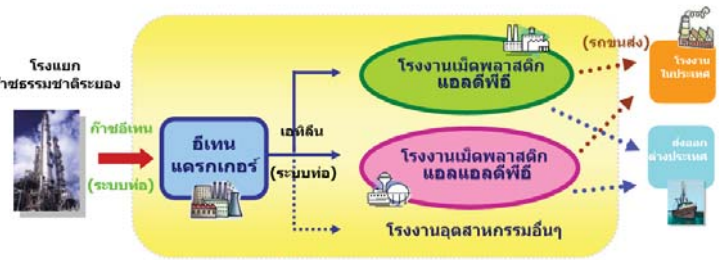 โรงแยก
ก๊าซธรรมชาติระยอง
ก๊าซอีเทน
(ระบบท่อ)
อีเทน
แครกเกอร์
เอทิลีน
(ระบบท่อ)
โรงงานเม็ดพลาสติก
แอลดีพีอี
โรงงานเม็ดพลาสติก
แอลแอลดีพีอี
โรงงานอุตสาหกรรมอื่นๆ
(รถขนส่ง)
โรงงาน
ในประเทศ
ส่งออก
ต่างประเทศ